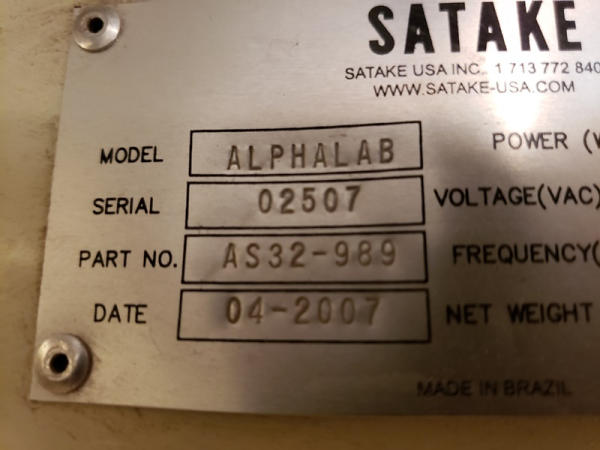 SATAKE
SATAKE USA INC. 1 713 772 840
WWW.SATAKE-USA.COM
MODEL ALPHALAB POWER (W
SERIAL 02507 VOLTAGE(VAC)
PART NO. AS32-989 FREQUENCY(
DATE 04-2007 NET WEIGHT
MADE IN BRAZIL